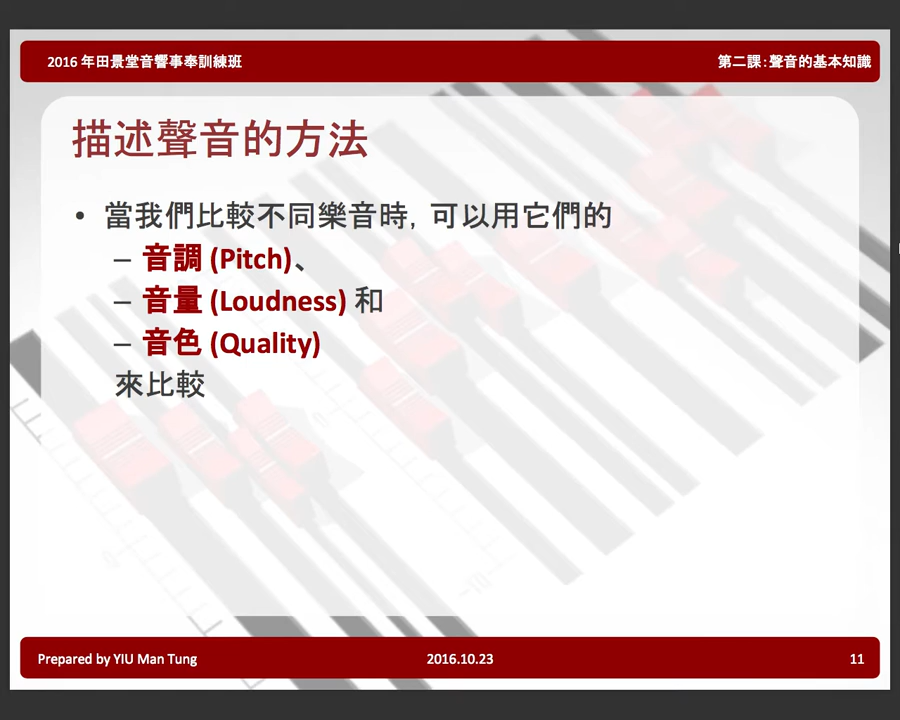 2016 年田景堂音響事奉訓練班
第二課：聲音的基本知識
描述聲音的方法
• 當我們比較不同樂音時, 可以用它們的
– 音調 (Pitch)、
– 音量 (Loudness) 和
– 音色 (Quality)
來比較
Prepared by YIU Man Tung
2016.10.23
11